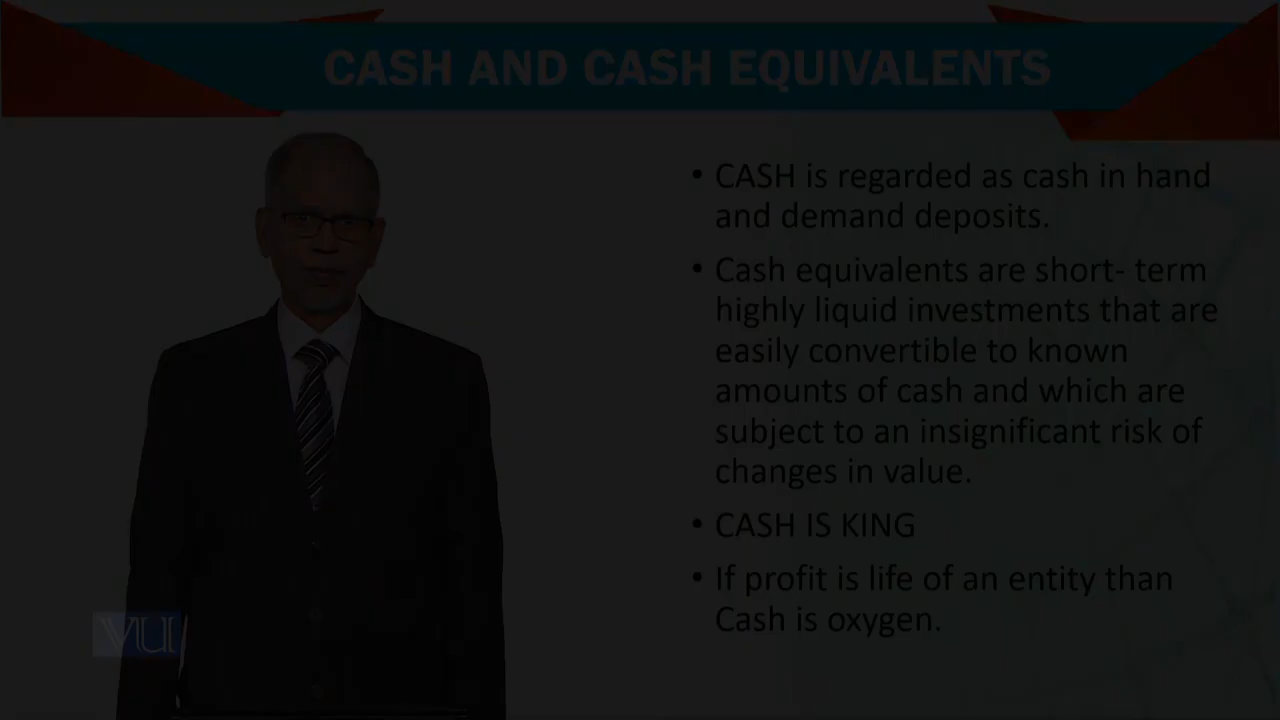 CASH AND CASH EQUIVALENTS
• CASH is regarded as cash in hand
and demand deposits.
• Cash equivalents are short- term
highly liquid investments that are
easily convertible to known
amounts of cash and which are
subject to an insignificant risk of
changes in value.
• CASH IS KING
• If profit is life of an entity than
Cash is oxygen.
VU